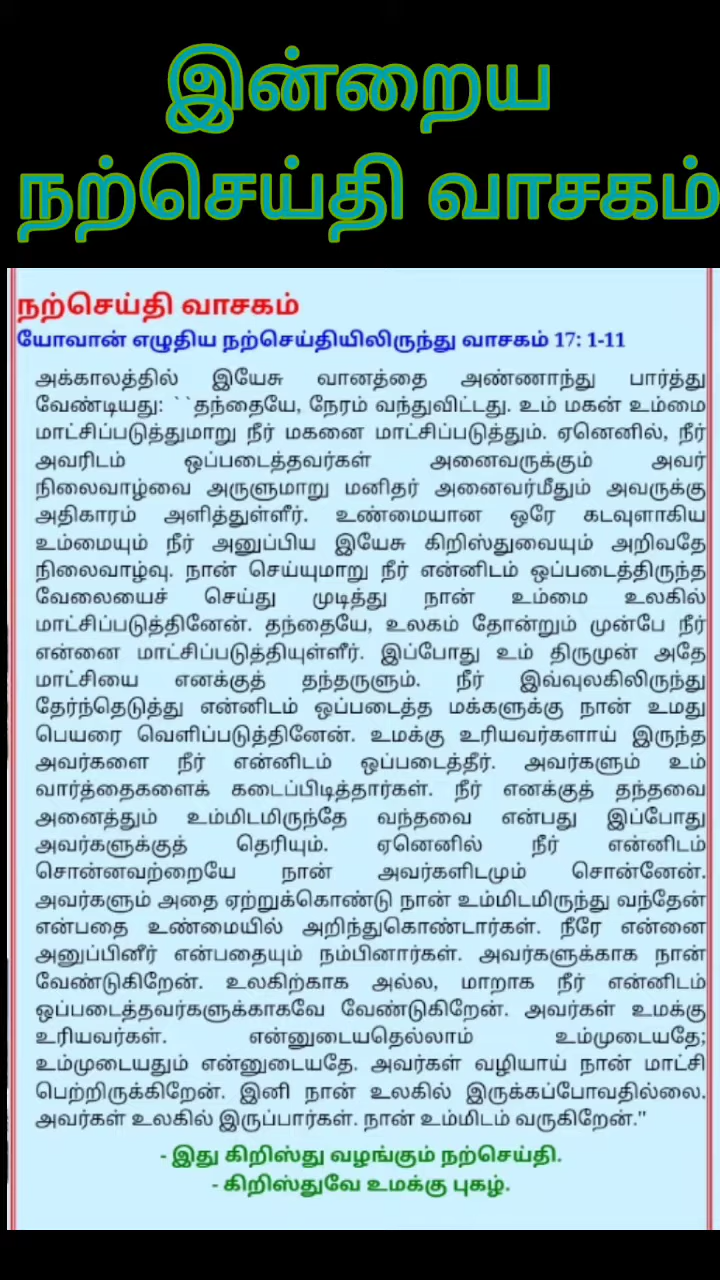 இன்றைய
நற்செய்தி வாசகம்
நற்செய்தி வாசகம்
யோவான் எழுதிய நற்செய்தியிலிருந்து வாசகம் 17: 1-11
அக்காலத்தில் இயேசு வானத்தை அண்ணாந்து பார்த்து
வேண்டியது: ``தந்தையே, நேரம் வந்துவிட்டது. உம் மகன் உம்மை
மாட்சிப்படுத்துமாறு நீர் மகனை மாட்சிப்படுத்தும். ஏனெனில், நீர்
அவரிடம் ஒப்படைத்தவர்கள் அனைவருக்கும் அவர்
நிலைவாழ்வை அருளுமாறு மனிதர் அனைவர்மீதும் அவருக்கு
அதிகாரம் அளித்துள்ளீர். உண்மையான ஒரே கடவுளாகிய
உம்மையும் நீர் அனுப்பிய இயேசு கிறிஸ்துவையும் அறிவதே
நிலைவாழ்வு. நான் செய்யுமாறு நீர் என்னிடம் ஒப்படைத்திருந்த
வேலையைச் செய்து முடித்து நான் உம்மை உலகில்
மாட்சிப்படுத்தினேன். தந்தையே, உலகம் தோன்றும் முன்பே நீர்
என்னை மாட்சிப்படுத்தியுள்ளீர். இப்போது உம் திருமுன் அதே
மாட்சியை எனக்குத் தந்தருளும். நீர் இவ்வுலகிலிருந்து
தேர்ந்தெடுத்து என்னிடம் ஒப்படைத்த மக்களுக்கு நான் உமது
பெயரை வெளிப்படுத்தினேன். உமக்கு உரியவர்களாய் இருந்த
அவர்களை நீர் என்னிடம் ஒப்படைத்தீர். அவர்களும் உம்
வார்த்தைகளைக் கடைப்பிடித்தார்கள். நீர் எனக்குத் தந்தவை
அனைத்தும் உம்மிடமிருந்தே வந்தவை என்பது இப்போது
அவர்களுக்குத் தெரியும். ஏனெனில் நீர் என்னிடம்
சொன்னவற்றையே நான் அவர்களிடமும் சொன்னேன்.
அவர்களும் அதை ஏற்றுக்கொண்டு நான் உம்மிடமிருந்து வந்தேன்
என்பதை உண்மையில் அறிந்துகொண்டார்கள். நீரே என்னை
அனுப்பினீர் என்பதையும் நம்பினார்கள். அவர்களுக்காக நான்
வேண்டுகிறேன். உலகிற்காக அல்ல, மாறாக நீர் என்னிடம்
ஒப்படைத்தவர்களுக்காகவே வேண்டுகிறேன். அவர்கள் உமக்கு
உரியவர்கள். என்னுடையதெல்லாம் உம்முடையதே;
உம்முடையதும் என்னுடையதே. அவர்கள் வழியாய் நான் மாட்சி
பெற்றிருக்கிறேன். இனி நான் உலகில் இருக்கப்போவதில்லை.
அவர்கள் உலகில் இருப்பார்கள். நான் உம்மிடம் வருகிறேன்."
- இது கிறிஸ்து வழங்கும் நற்செய்தி.
- கிறிஸ்துவே உமக்கு புகழ்.